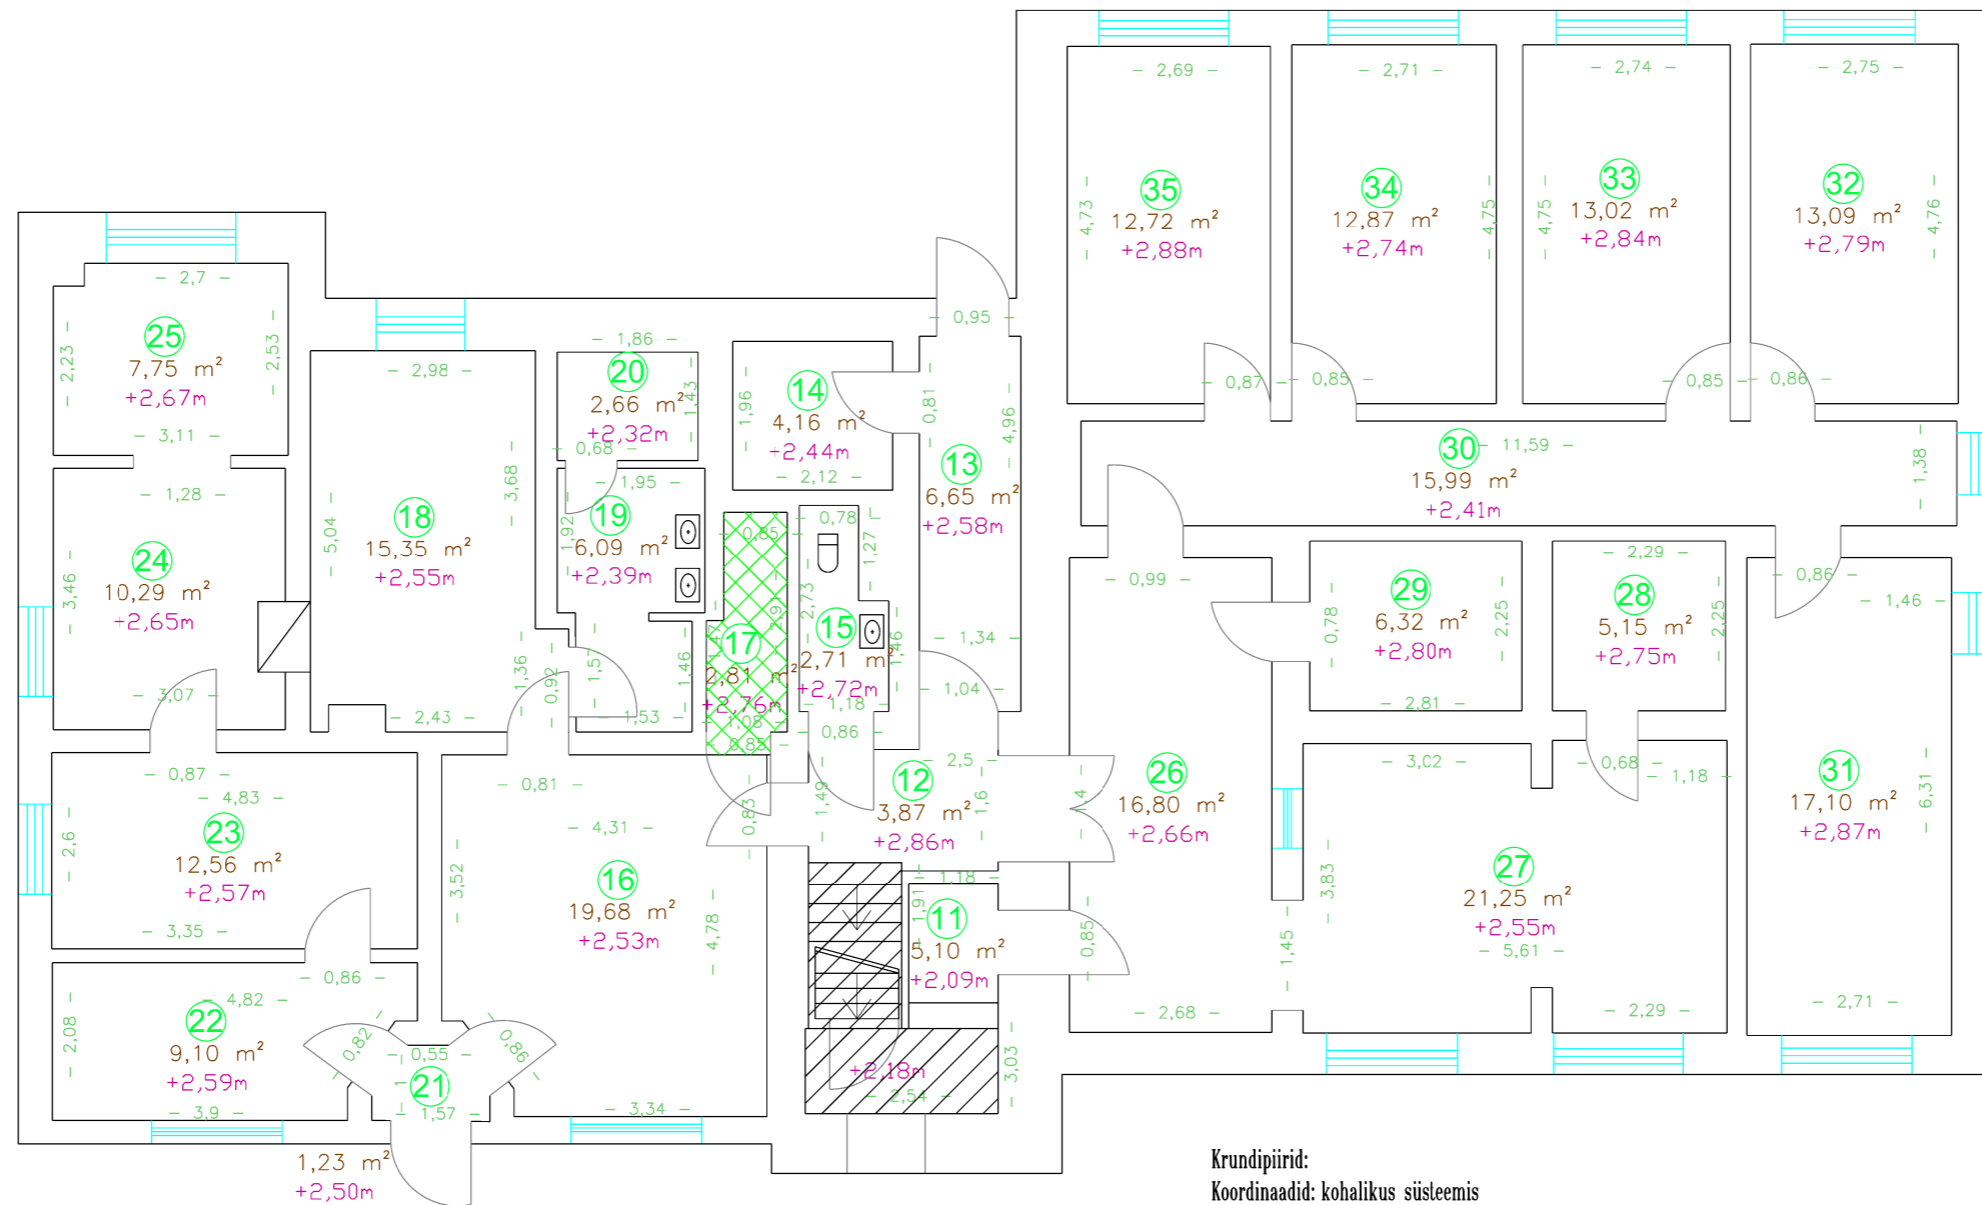 2,69
2,71
2,74
2,75
35
12,72 m²
+2,88m
4,73
34
12,87 m²
+2,74m
4,75
33
13,02 m²
+2,84m
4,75
32
13,09 m²
+2,79m
4,76
0,87
0,85
0,85
0,86
2,7
25
7,75 m²
+2,67m
2,23
2,53
3,11
1,28
24
10,29 m²
+2,65m
3,46
3,07
2,98
18
15,35 m²
+2,55m
5,04
3,68
1,36
0,92
2,43
1,86
20
2,66 m²
+2,32m
1,43
0,68
1,95
19
6,09 m²
+2,39m
1,92
1,57
1,46
1,53
14
4,16 m²
+2,44m
1,96
2,12
0,95
0,81
4,96
13
6,65 m²
+2,58m
1,34
1,04
0,85
17
2,81 m²
+2,76m
2,91
1,08
0,85
0,78
1,27
2,73
15
2,71 m²
+2,72m
1,46
1,18
0,86
30
11,59
15,99 m²
+2,41m
1,38
0,99
29
6,32 m²
+2,80m
0,78
2,25
2,81
2,29
28
5,15 m²
+2,75m
2,25
0,86
1,46
31
17,10 m²
+2,87m
6,31
2,71
0,87
4,83
23
12,56 m²
+2,57m
2,6
3,35
0,81
4,31
16
19,68 m²
+2,53m
3,52
4,78
3,34
0,83
1,49
2,5
12
3,87 m²
+2,86m
1,6
1,4
26
16,80 m²
+2,66m
2,68
1,45
3,02
0,68
1,18
27
21,25 m²
+2,55m
3,83
5,61
2,29
1,18
1,91
11
5,10 m²
+2,09m
0,85
3,03
+2,18m
2,54
0,86
4,82
22
9,10 m²
+2,59m
2,08
3,9
0,82
0,55
0,86
21
1
1,57
1,23 m²
+2,50m
Krundipiirid:
Koordinaadid: kohalikus süsteemis